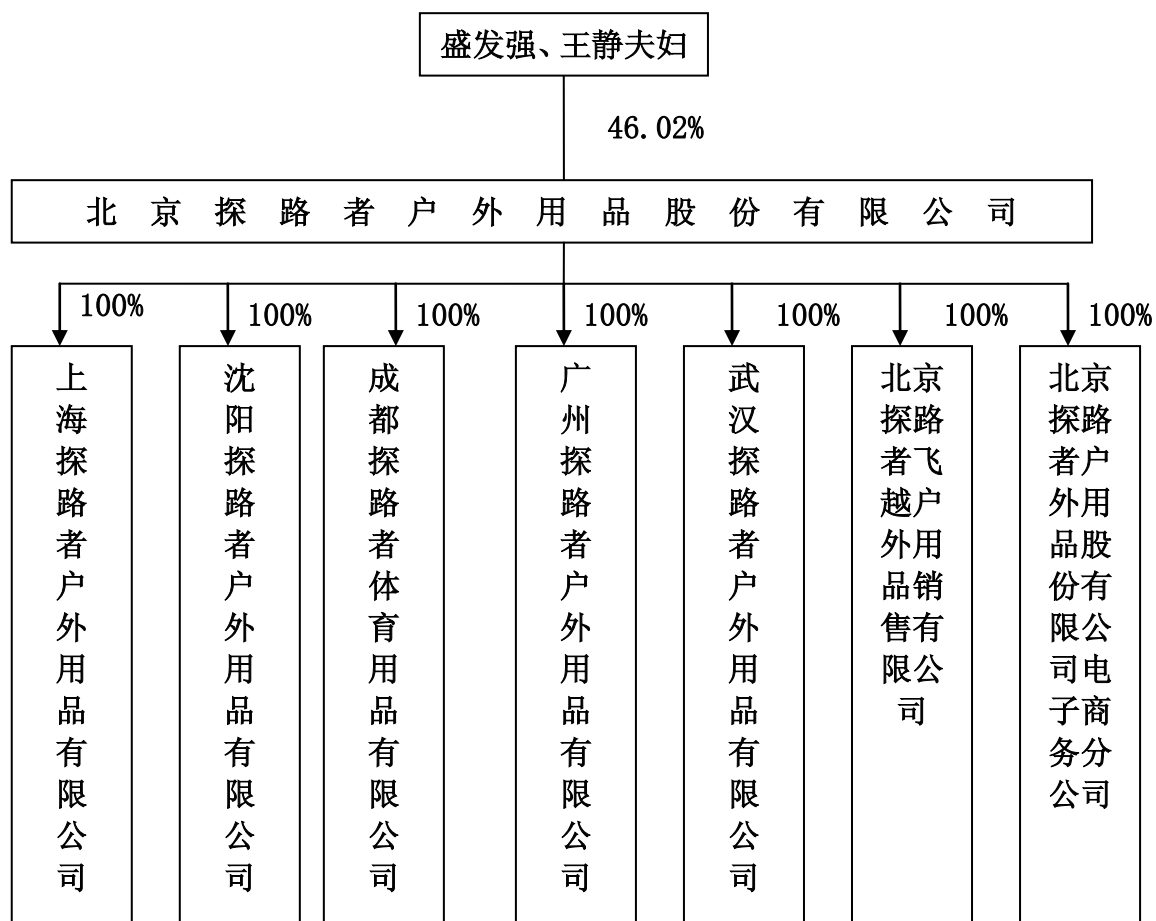 盛发强、王静夫妇
46.02%
北京探路者户外用品股份有限公司
100%
100%
100%
100%
100%
100%
100%
上海探路者户外用品有限公司
沈阳探路者户外用品有限公司
成都探路者体育用品有限公司
广州探路者户外用品有限公司
武汉探路者户外用品有限公司
北京
探路
者飞
越户
外用
品销
售有
限公
司
北京
探路
者户
外用
品股
份有
限公
司电
子商
务分
公司